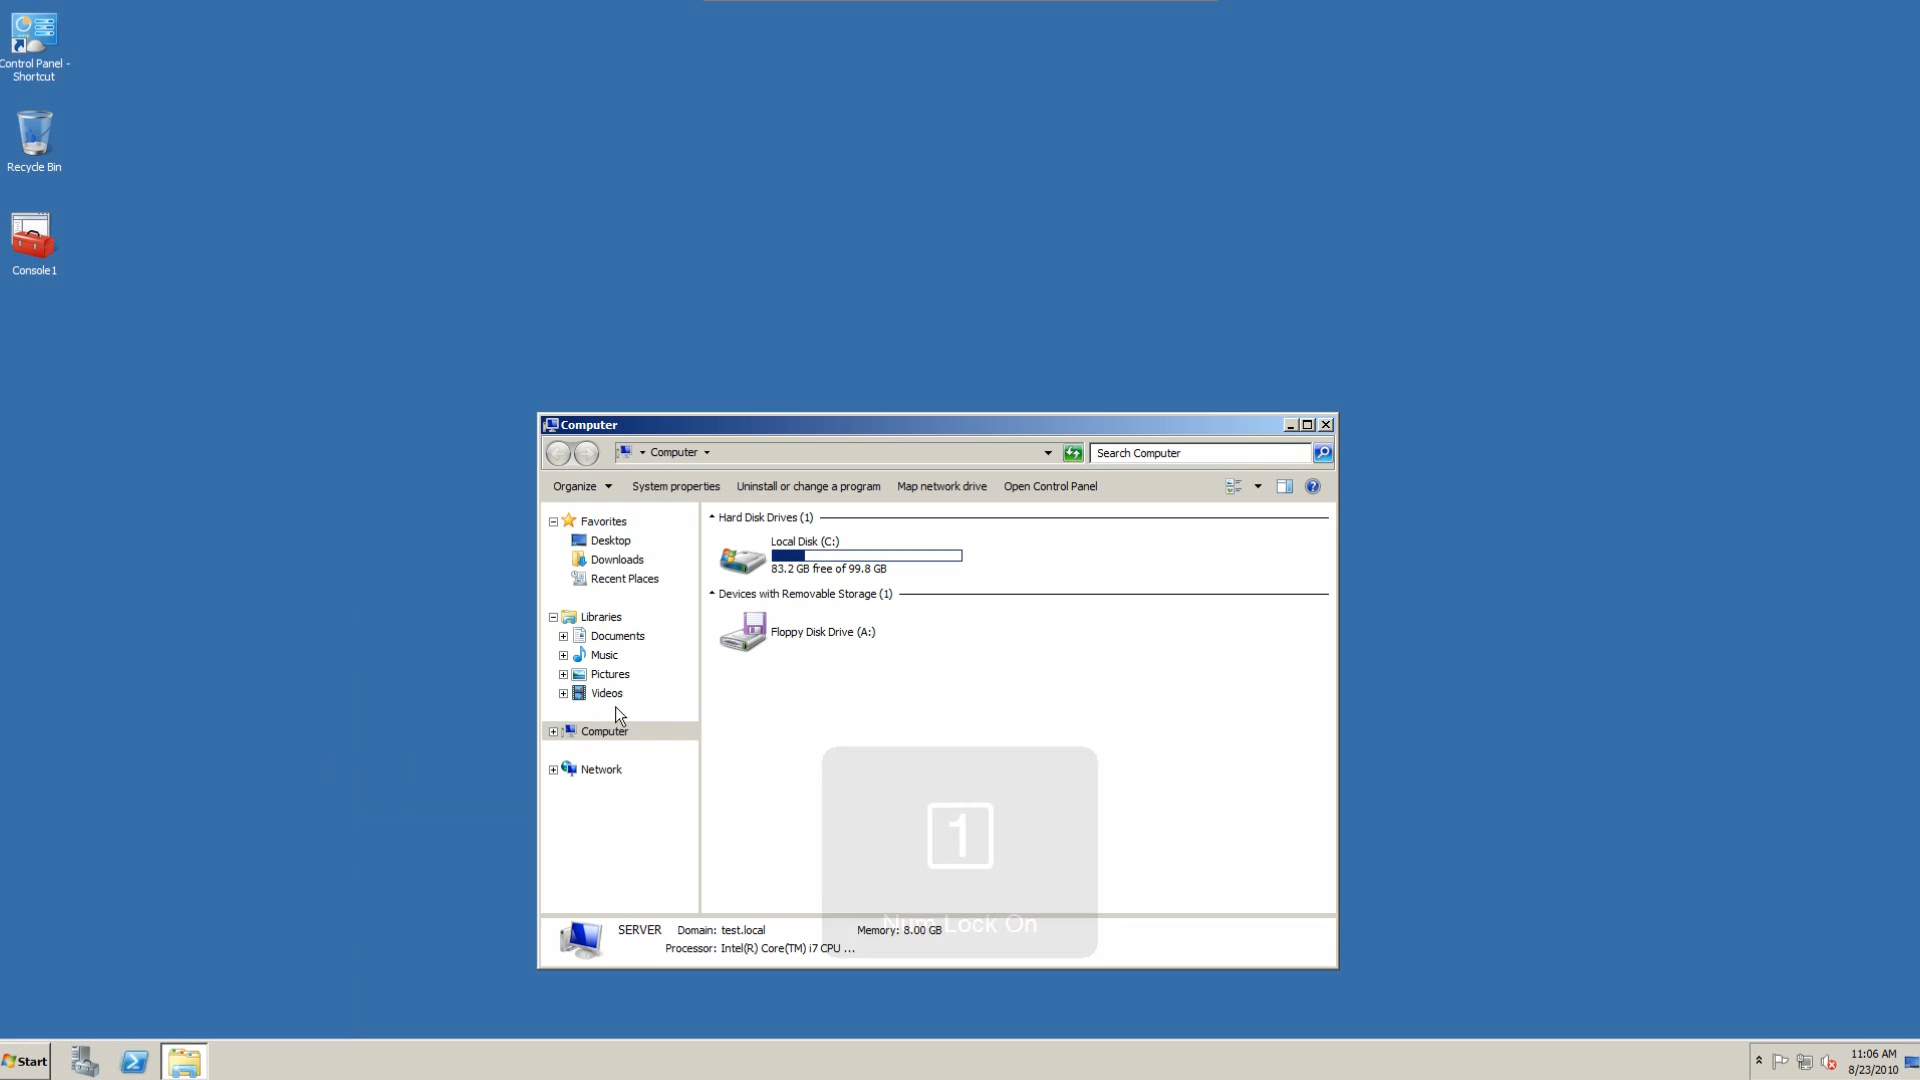 Control Panel -
Shortcut
Recycle Bin
Console1
Computer
Computer
Search Computer
Organize
System properties
Uninstall or change a program
Map network drive
Open Control Panel
Favorites
Desktop
Downloads
Recent Places
Libraries
Documents
Music
Pictures
Videos
Computer
Network
Hard Disk Drives (1)
Local Disk (C:)
83.2 GB free of 99.8 GB
Devices with Removable Storage (1)
Floppy Disk Drive (A:)
1
Num Lock On
SERVER Domain: test.local Memory: 8.00 GB
Processor: Intel(R) Core(TM) i7 CPU ...
Start
11:06 AM
8/23/2010